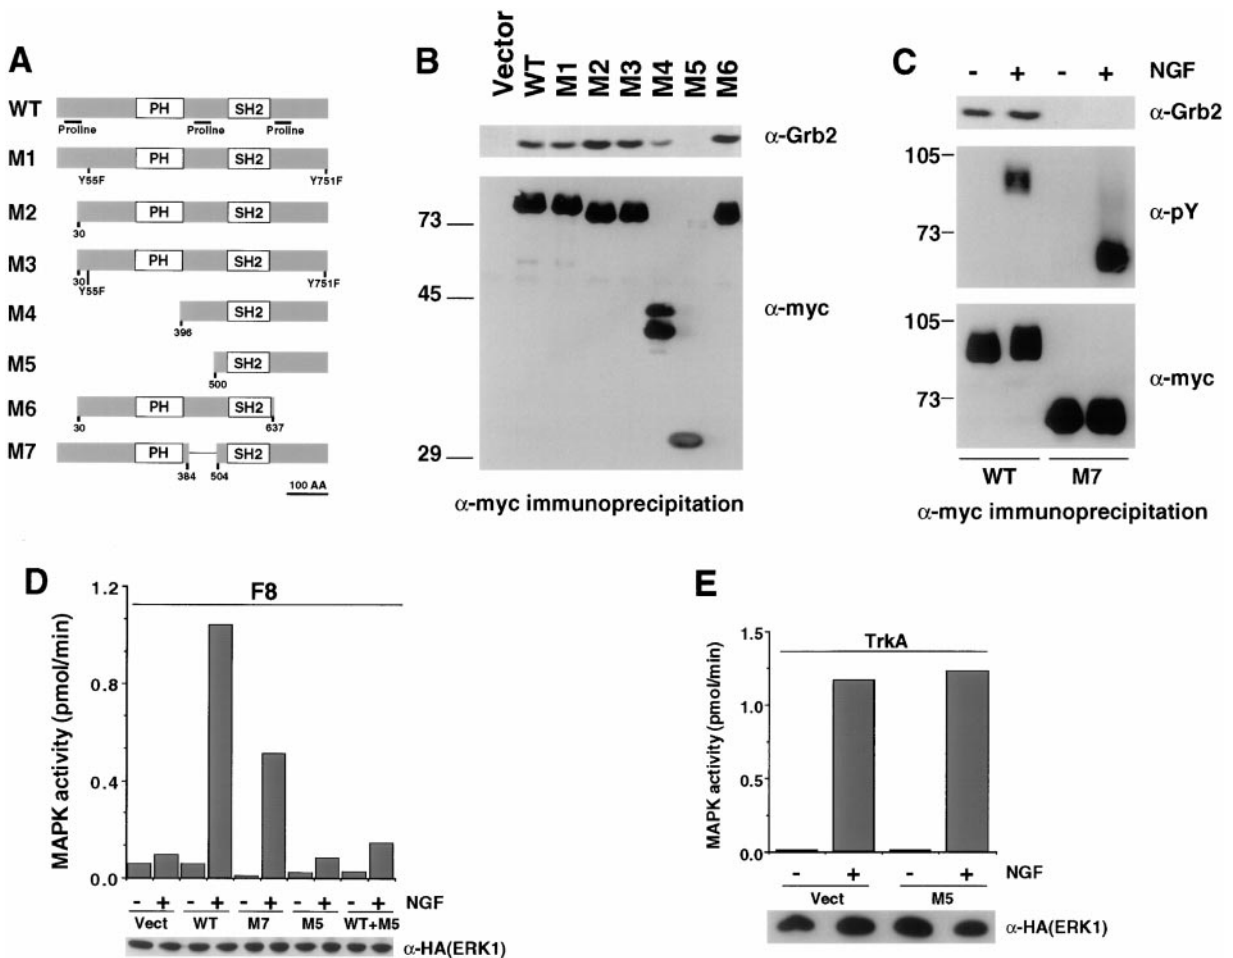 A
WT PH SH2
Proline Proline Proline
M1 PH SH2
Y55F Y751F
M2 PH SH2
30
M3 PH SH2
30 Y55F Y751F
M4 SH2
396
M5 SH2
500
M6 PH SH2
30 637
M7 PH SH2
384 504
100 AA
B
Vector WT M1 M2 M3 M4 M5 M6
α-Grb2
73
45
29
α-myc
α-myc immunoprecipitation
C
- + - + NGF
α-Grb2
105
73
α-pY
105
73
α-myc
WT M7
α-myc immunoprecipitation
D
F8
MAPK activity (pmol/min)
1.2
0.8
0.4
0.0
- + - + - + - + - + NGF
Vect WT M7 M5 WT+M5
α-HA(ERK1)
E
TrkA
MAPK activity (pmol/min)
1.5
1.0
0.5
0.0
- + - + NGF
Vect M5
α-HA(ERK1)